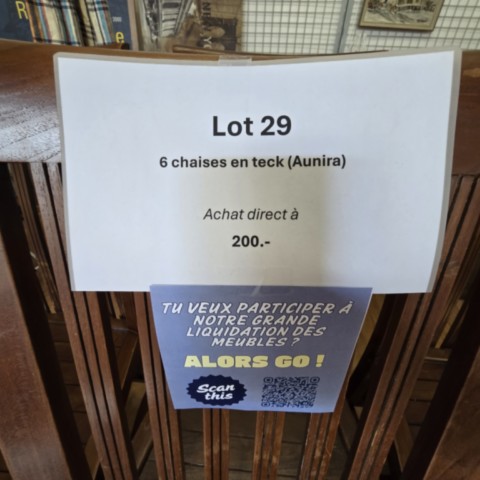 Lot 29
6 chaises en teck (Aunira)
Achat direct à
200.-
TU VEUX PARTICIPER À
NOTRE GRANDE
LIQUIDATION DES
MEUBLES ?
ALORS GO !
Scan
this